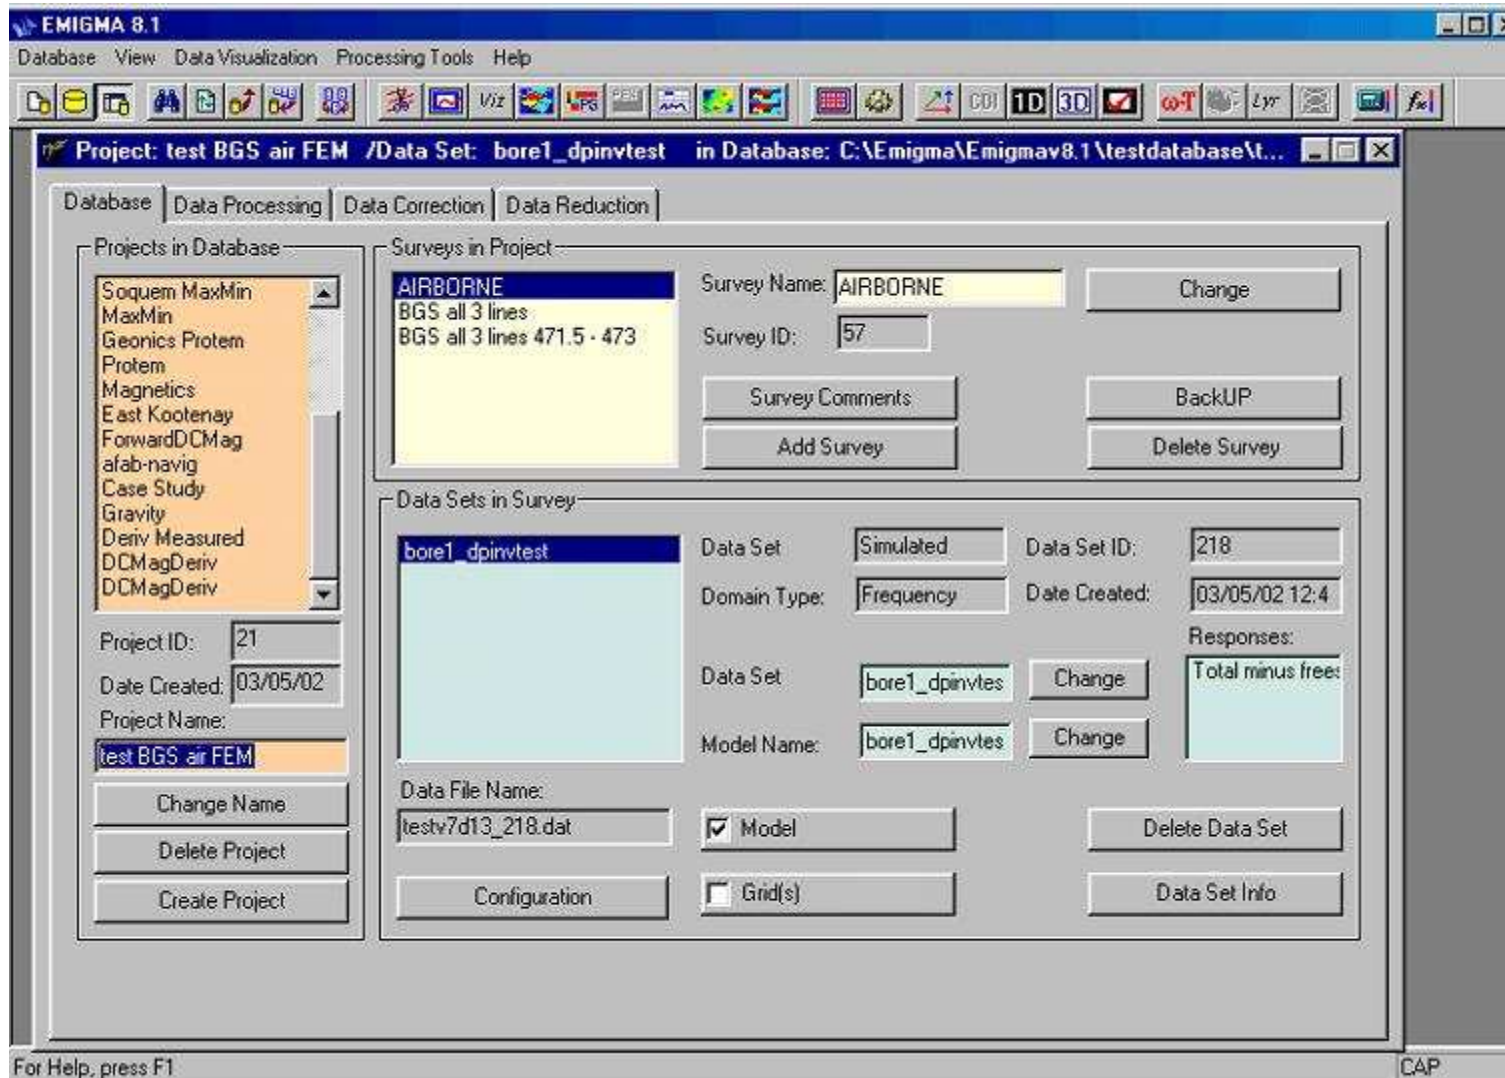 EMIGMA 8.1
Database View Data Visualization Processing Tools Help
Viz CDI 1D 3D ω-T Lyr
Project: test BGS air FEM /Data Set: bore1_dpinvtest in Database: C:\Emigma\Emigmav8.1\testdatabase\t...
Database Data Processing Data Correction Data Reduction
Projects in Database
Soquem MaxMin
MaxMin
Geonics Protem
Protem
Magnetics
East Kootenay
ForwardDCMag
afab-navig
Case Study
Gravity
Deriv Measured
DCMagDeriv
DCMagDeriv
Project ID: 21
Date Created: 03/05/02
Project Name:
test BGS air FEM
Change Name
Delete Project
Create Project
Surveys in Project
AIRBORNE
BGS all 3 lines
BGS all 3 lines 471.5 - 473
Survey Name: AIRBORNE
Change
Survey ID: 57
Survey Comments
BackUP
Add Survey
Delete Survey
Data Sets in Survey
bore1_dpinvtest
Data Set Simulated
Data Set ID: 218
Domain Type: Frequency
Date Created: 03/05/02 12:4
Responses:
Total minus frees
Data Set bore1_dpinvtes Change
Model Name: bore1_dpinvtes Change
Data File Name:
testv7d13_218.dat
Model
Delete Data Set
Configuration
Grid(s)
Data Set Info
For Help, press F1
CAP